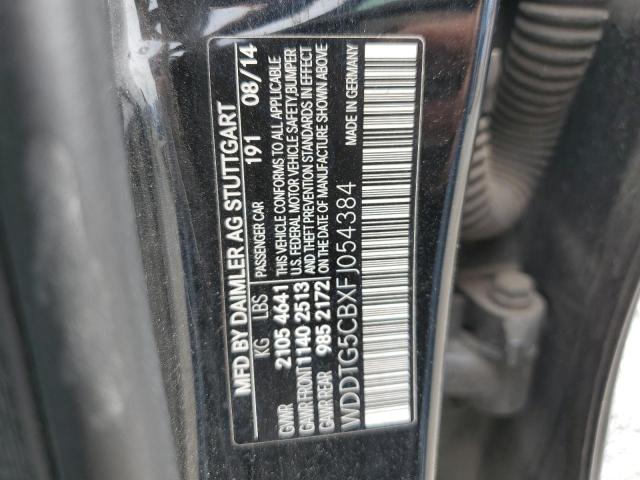 MFD BY DAIMLER AG STUTTGART
191 08/14
KG LBS PASSENGER CAR
GVWR 2105 4641 THIS VEHICLE CONFORMS TO ALL APPLICABLE
GAWR FRONT 1140 2513 U.S. FEDERAL MOTOR VEHICLE SAFETY, BUMPER
GAWR REAR 985 2172 AND THEFT PREVENTION STANDARDS IN EFFECT
ON THE DATE OF MANUFACTURE SHOWN ABOVE
WDDTG5CBXFJ054384 MADE IN GERMANY